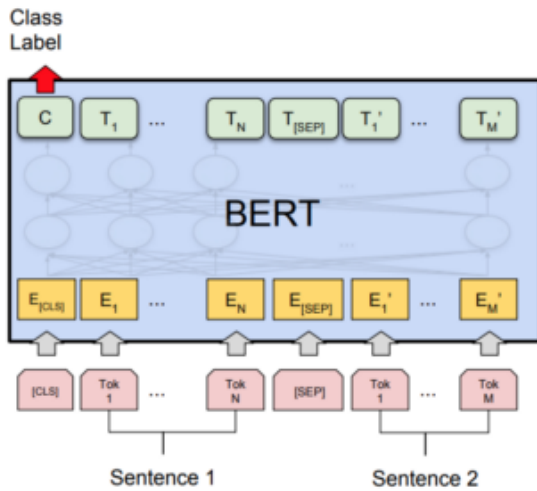 Class
Label
C T1 ... TN T[SEP] T1' ... TM'
...
BERT
...
E[CLS] E1 ... EN E[SEP] E1' ... EM'
[CLS] Tok 1 ... Tok N [SEP] Tok 1 ... Tok M
Sentence 1 Sentence 2